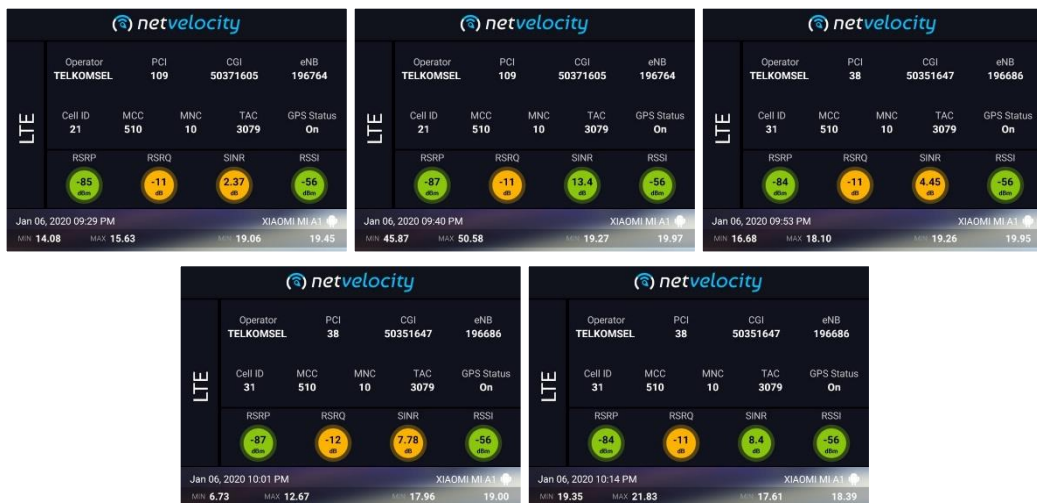 netvelocity
Operator PCI CGI eNB
TELKOMSEL 109 50371605 196764
LTE
Cell ID MCC MNC TAC GPS Status
21 510 10 3079 On
RSRP RSRQ SINR RSSI
-85 -11 2.37 -56
dBm dB dB dBm
Jan 06, 2020 09:29 PM XIAOMI MI A1
MIN 14.08 MAX 15.63 MIN 19.06 19.45
netvelocity
Operator PCI CGI eNB
TELKOMSEL 109 50371605 196764
LTE
Cell ID MCC MNC TAC GPS Status
21 510 10 3079 On
RSRP RSRQ SINR RSSI
-87 -11 13.4 -56
dBm dB dB dBm
Jan 06, 2020 09:40 PM XIAOMI MI A1
MIN 45.87 MAX 50.58 MIN 19.27 19.97
netvelocity
Operator PCI CGI eNB
TELKOMSEL 38 50351647 196686
LTE
Cell ID MCC MNC TAC GPS Status
31 510 10 3079 On
RSRP RSRQ SINR RSSI
-84 -11 4.45 -56
dBm dB dB dBm
Jan 06, 2020 09:53 PM XIAOMI MI A1
MIN 16.68 MAX 18.10 MIN 19.26 19.95
netvelocity
Operator PCI CGI eNB
TELKOMSEL 38 50351647 196686
LTE
Cell ID MCC MNC TAC GPS Status
31 510 10 3079 On
RSRP RSRQ SINR RSSI
-87 -12 7.78 -56
dBm dB dB dBm
Jan 06, 2020 10:01 PM XIAOMI MI A1
MIN 6.73 MAX 12.67 MIN 17.96 19.00
netvelocity
Operator PCI CGI eNB
TELKOMSEL 38 50351647 196686
LTE
Cell ID MCC MNC TAC GPS Status
31 510 10 3079 On
RSRP RSRQ SINR RSSI
-84 -11 8.4 -56
dBm dB dB dBm
Jan 06, 2020 10:14 PM XIAOMI MI A1
MIN 19.35 MAX 21.83 MIN 17.61 18.39